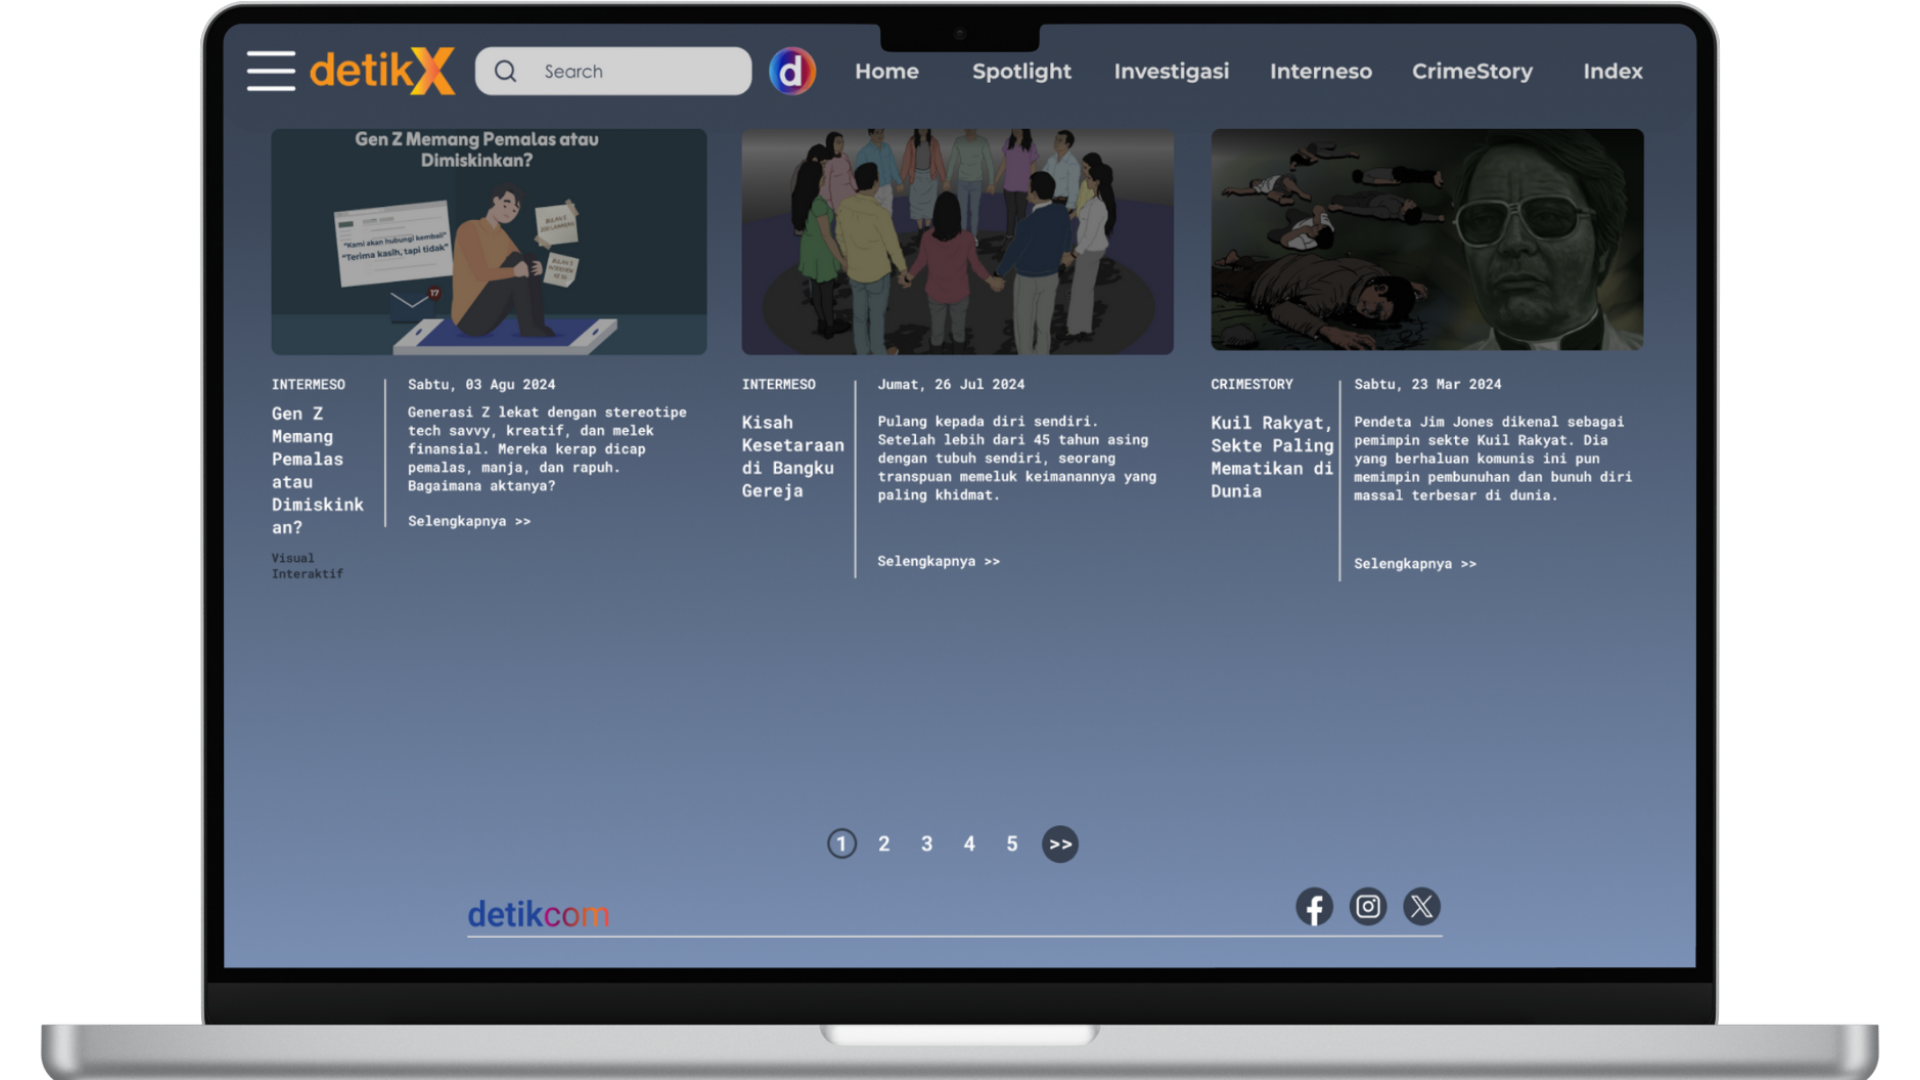 detikX
Search
d
Home
Spotlight
Investigasi
Interneso
CrimeStory
Index
Gen Z Memang Pemalas atau
Dimiskinkan?
"Kami akan hubungi kembali"
"Terima kasih, tapi tidak"
17
INTERMESO
Gen Z
Memang
Pemalas
atau
Dimiskink
an?
Visual
Interaktif
Sabtu, 03 Agu 2024
Generasi Z lekat dengan stereotipe
tech savvy, kreatif, dan melek
finansial. Mereka kerap dicap
pemalas, manja, dan rapuh.
Bagaimana aktanya?
Selengkapnya >>
INTERMESO
Kisah
Kesetaraan
di Bangku
Gereja
Jumat, 26 Jul 2024
Pulang kepada diri sendiri.
Setelah lebih dari 45 tahun asing
dengan tubuh sendiri, seorang
transpuan memeluk keimanannya yang
paling khidmat.
Selengkapnya >>
CRIMESTORY
Kuil Rakyat,
Sekte Paling
Mematikan di
Dunia
Sabtu, 23 Mar 2024
Pendeta Jim Jones dikenal sebagai
pemimpin sekte Kuil Rakyat. Dia
yang berhaluan komunis ini pun
memimpin pembunuhan dan bunuh diri
massal terbesar di dunia.
Selengkapnya >>
1 2 3 4 5 >>
detikcom